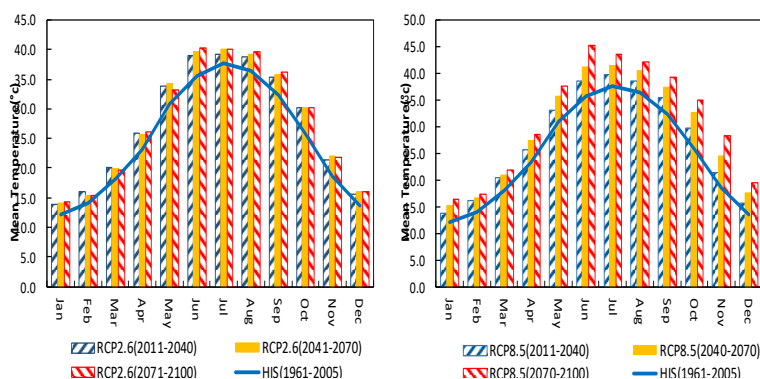 45.0
40.0
35.0
30.0
25.0
20.0
15.0
10.0
5.0
0.0
Mean Temperature(°c)
Jan
Feb
Mar
Apr
May
Jun
Jul
Aug
Sep
Oct
Nov
Dec
RCP2.6(2011-2040)
RCP2.6(2041-2070)
RCP2.6(2071-2100)
HIS(1961-2005)
50.0
45.0
40.0
35.0
30.0
25.0
20.0
15.0
10.0
5.0
0.0
Mean Temperature(°c)
Jan
Feb
Mar
Apr
May
Jun
Jul
Aug
Sep
Oct
Nov
Dec
RCP8.5(2011-2040)
RCP8.5(2040-2070)
RCP8.5(2070-2100)
HIS(1961-2005)